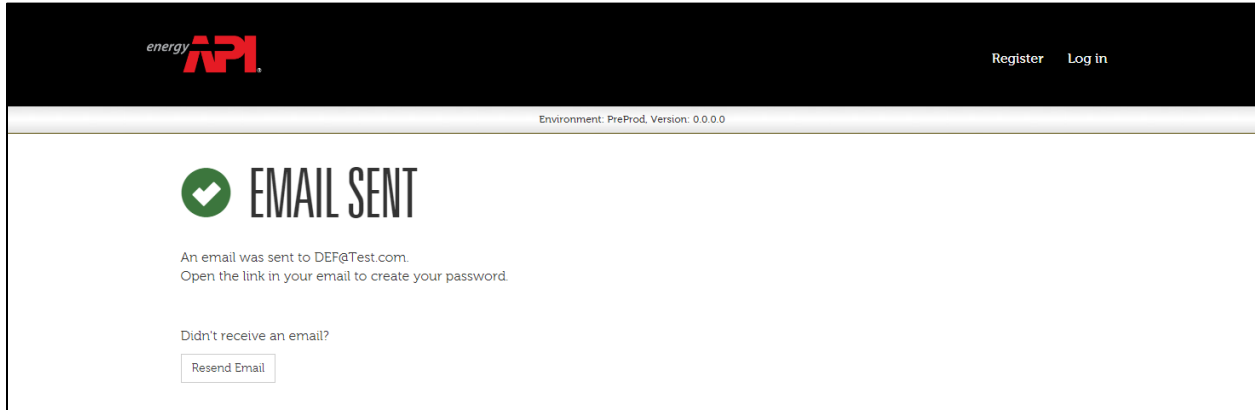 energy API®
Register Log in
Environment: PreProd, Version: 0.0.0.0
EMAIL SENT
An email was sent to DEF@Test.com.
Open the link in your email to create your password.
Didn't receive an email?
Resend Email